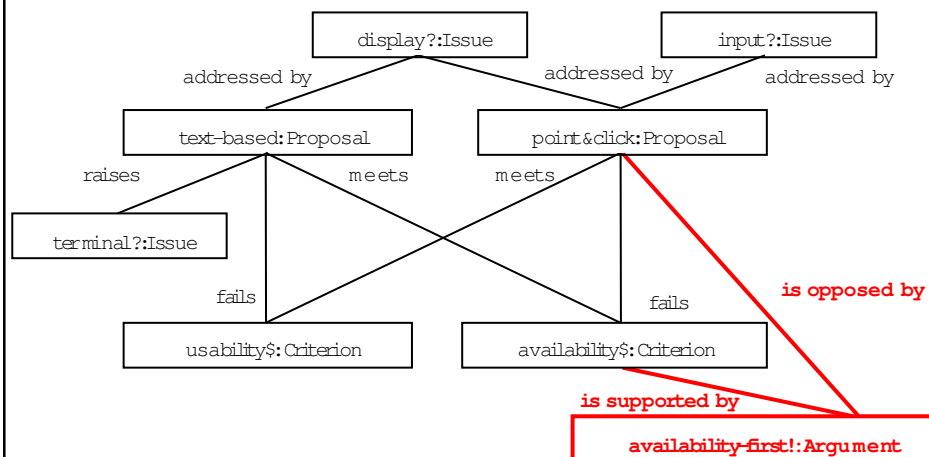 display?:Issue
input?:Issue
addressed by
addressed by
addressed by
text-based:Proposal
point&click:Proposal
raises
meets
meets
terminal?:Issue
is opposed by
fails
fails
usability$:Criterion
availability$:Criterion
is supported by
availability-first!:Argument